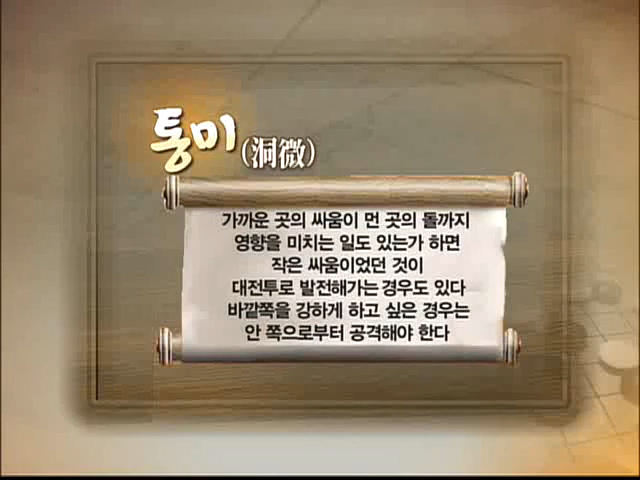 통미(洞微)
가까운 곳의 싸움이 먼 곳의 돌까지
영향을 미치는 일도 있는가 하면
작은 싸움이었던 것이
대전투로 발전해가는 경우도 있다
바깥쪽을 강하게 하고 싶은 경우는
안 쪽으로부터 공격해야 한다